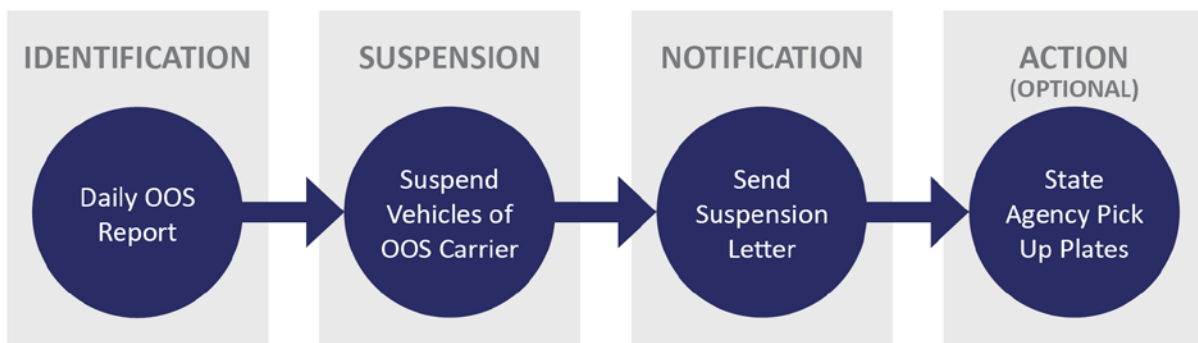 IDENTIFICATION
Daily OOS
Report
SUSPENSION
Suspend
Vehicles of
OOS Carrier
NOTIFICATION
Send
Suspension
Letter
ACTION
(OPTIONAL)
State
Agency Pick
Up Plates